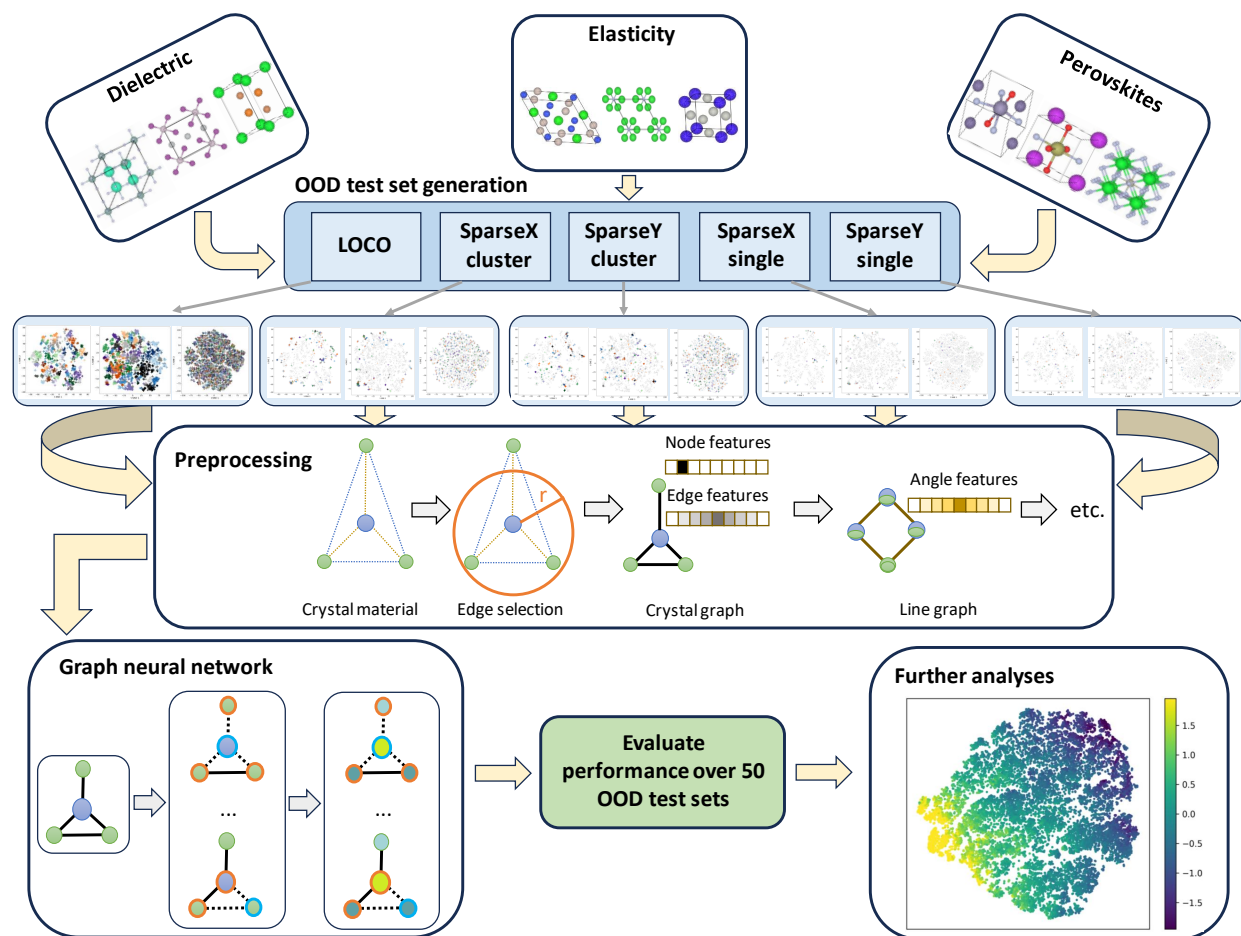 Dielectric
Elasticity
Perovskites
OOD test set generation
LOCO
SparseX
cluster
SparseY
cluster
SparseX
single
SparseY
single
Preprocessing
Node features
Edge features
Angle features
r
etc.
Crystal material
Edge selection
Crystal graph
Line graph
Graph neural network
...
...
Evaluate
performance over 50
OOD test sets
Further analyses
1.5
1.0
0.5
0.0
−0.5
−1.0
−1.5